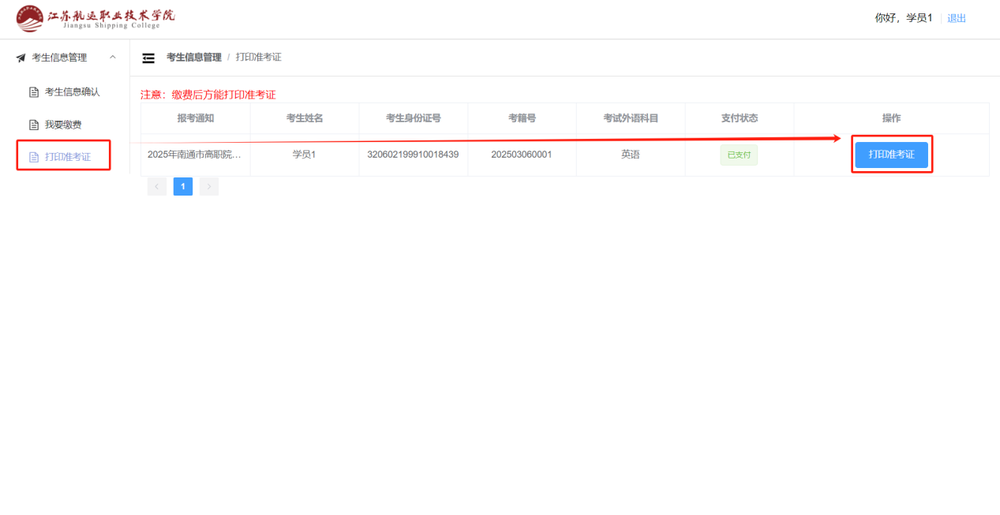 江苏航运职业技术学院
Jiangsu Shipping College
你好，学员1 退出
考生信息管理
考生信息确认
我要缴费
打印准考证
考生信息管理 / 打印准考证
注意：缴费后方能打印准考证
报考通知 考生姓名 考生身份证号 考籍号 考试外语科目 支付状态 操作
2025年南通市高职院... 学员1 320602199910018439 202503060001 英语 已支付 打印准考证
< 1 >